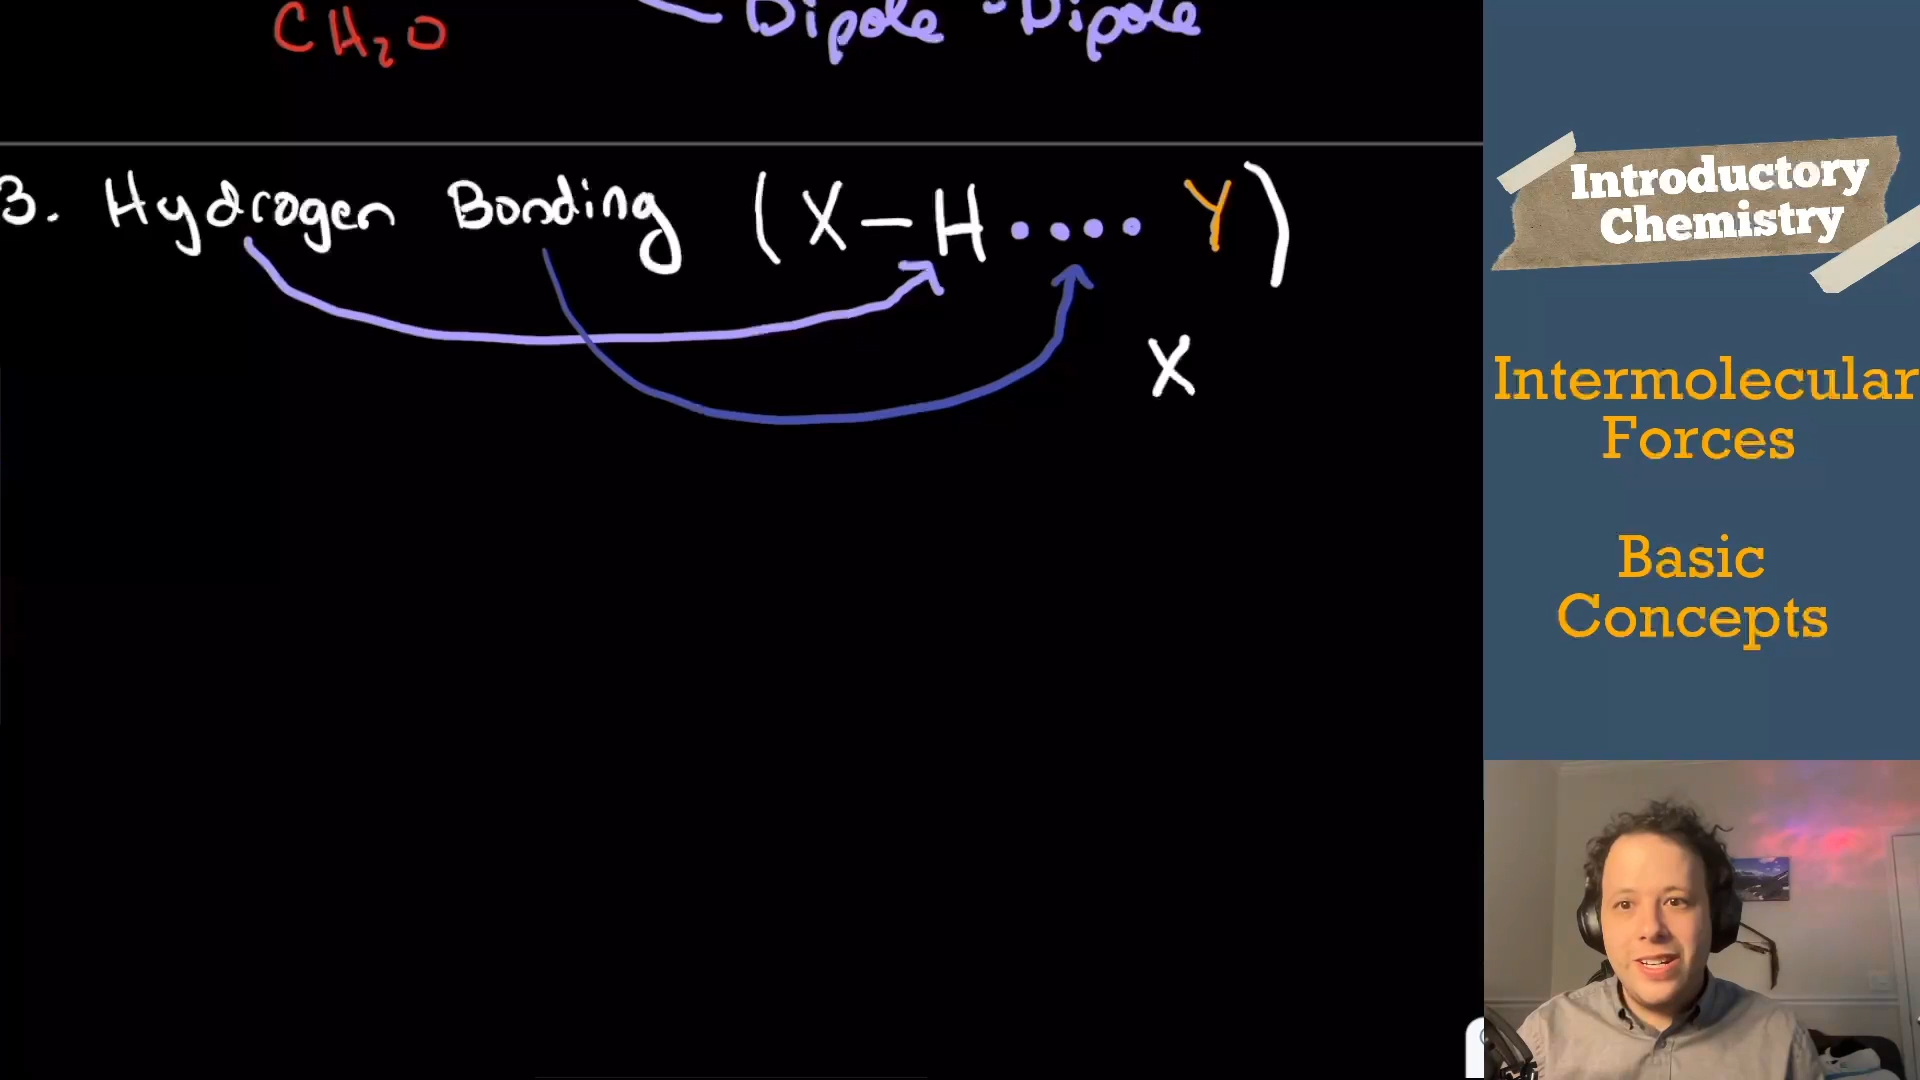 CH₂O
Dipole-Dipole
3. Hydrogen Bonding (X-H.... Y)
X
Introductory
Chemistry
Intermolecular
Forces
Basic
Concepts